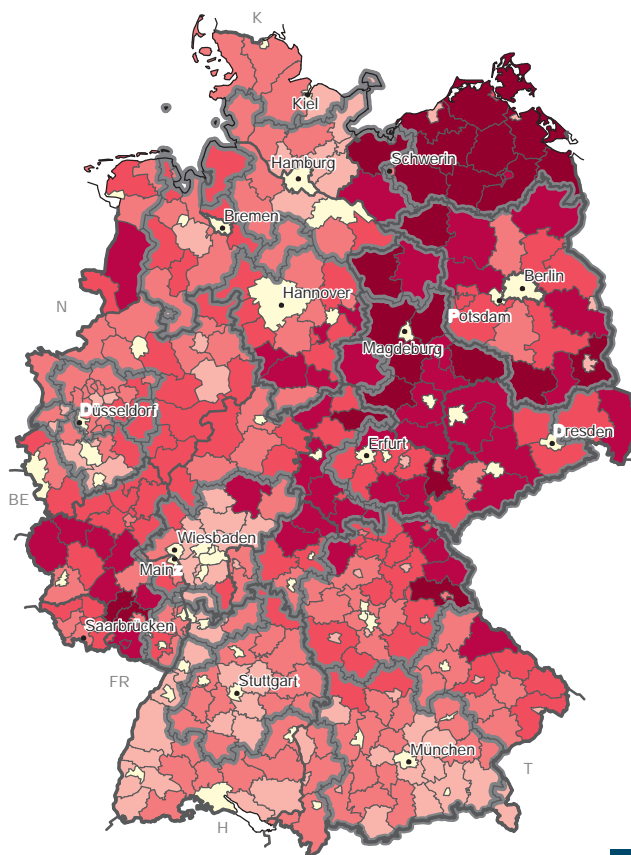 K
Kiel
Hamburg
Schwerin
Bremen
Berlin
Hannover
N
Potsdam
Magdeburg
Düsseldorf
Dresden
Erfurt
BE
Wiesbaden
Mainz
Saarbrücken
FR
Stuttgart
München
T
H